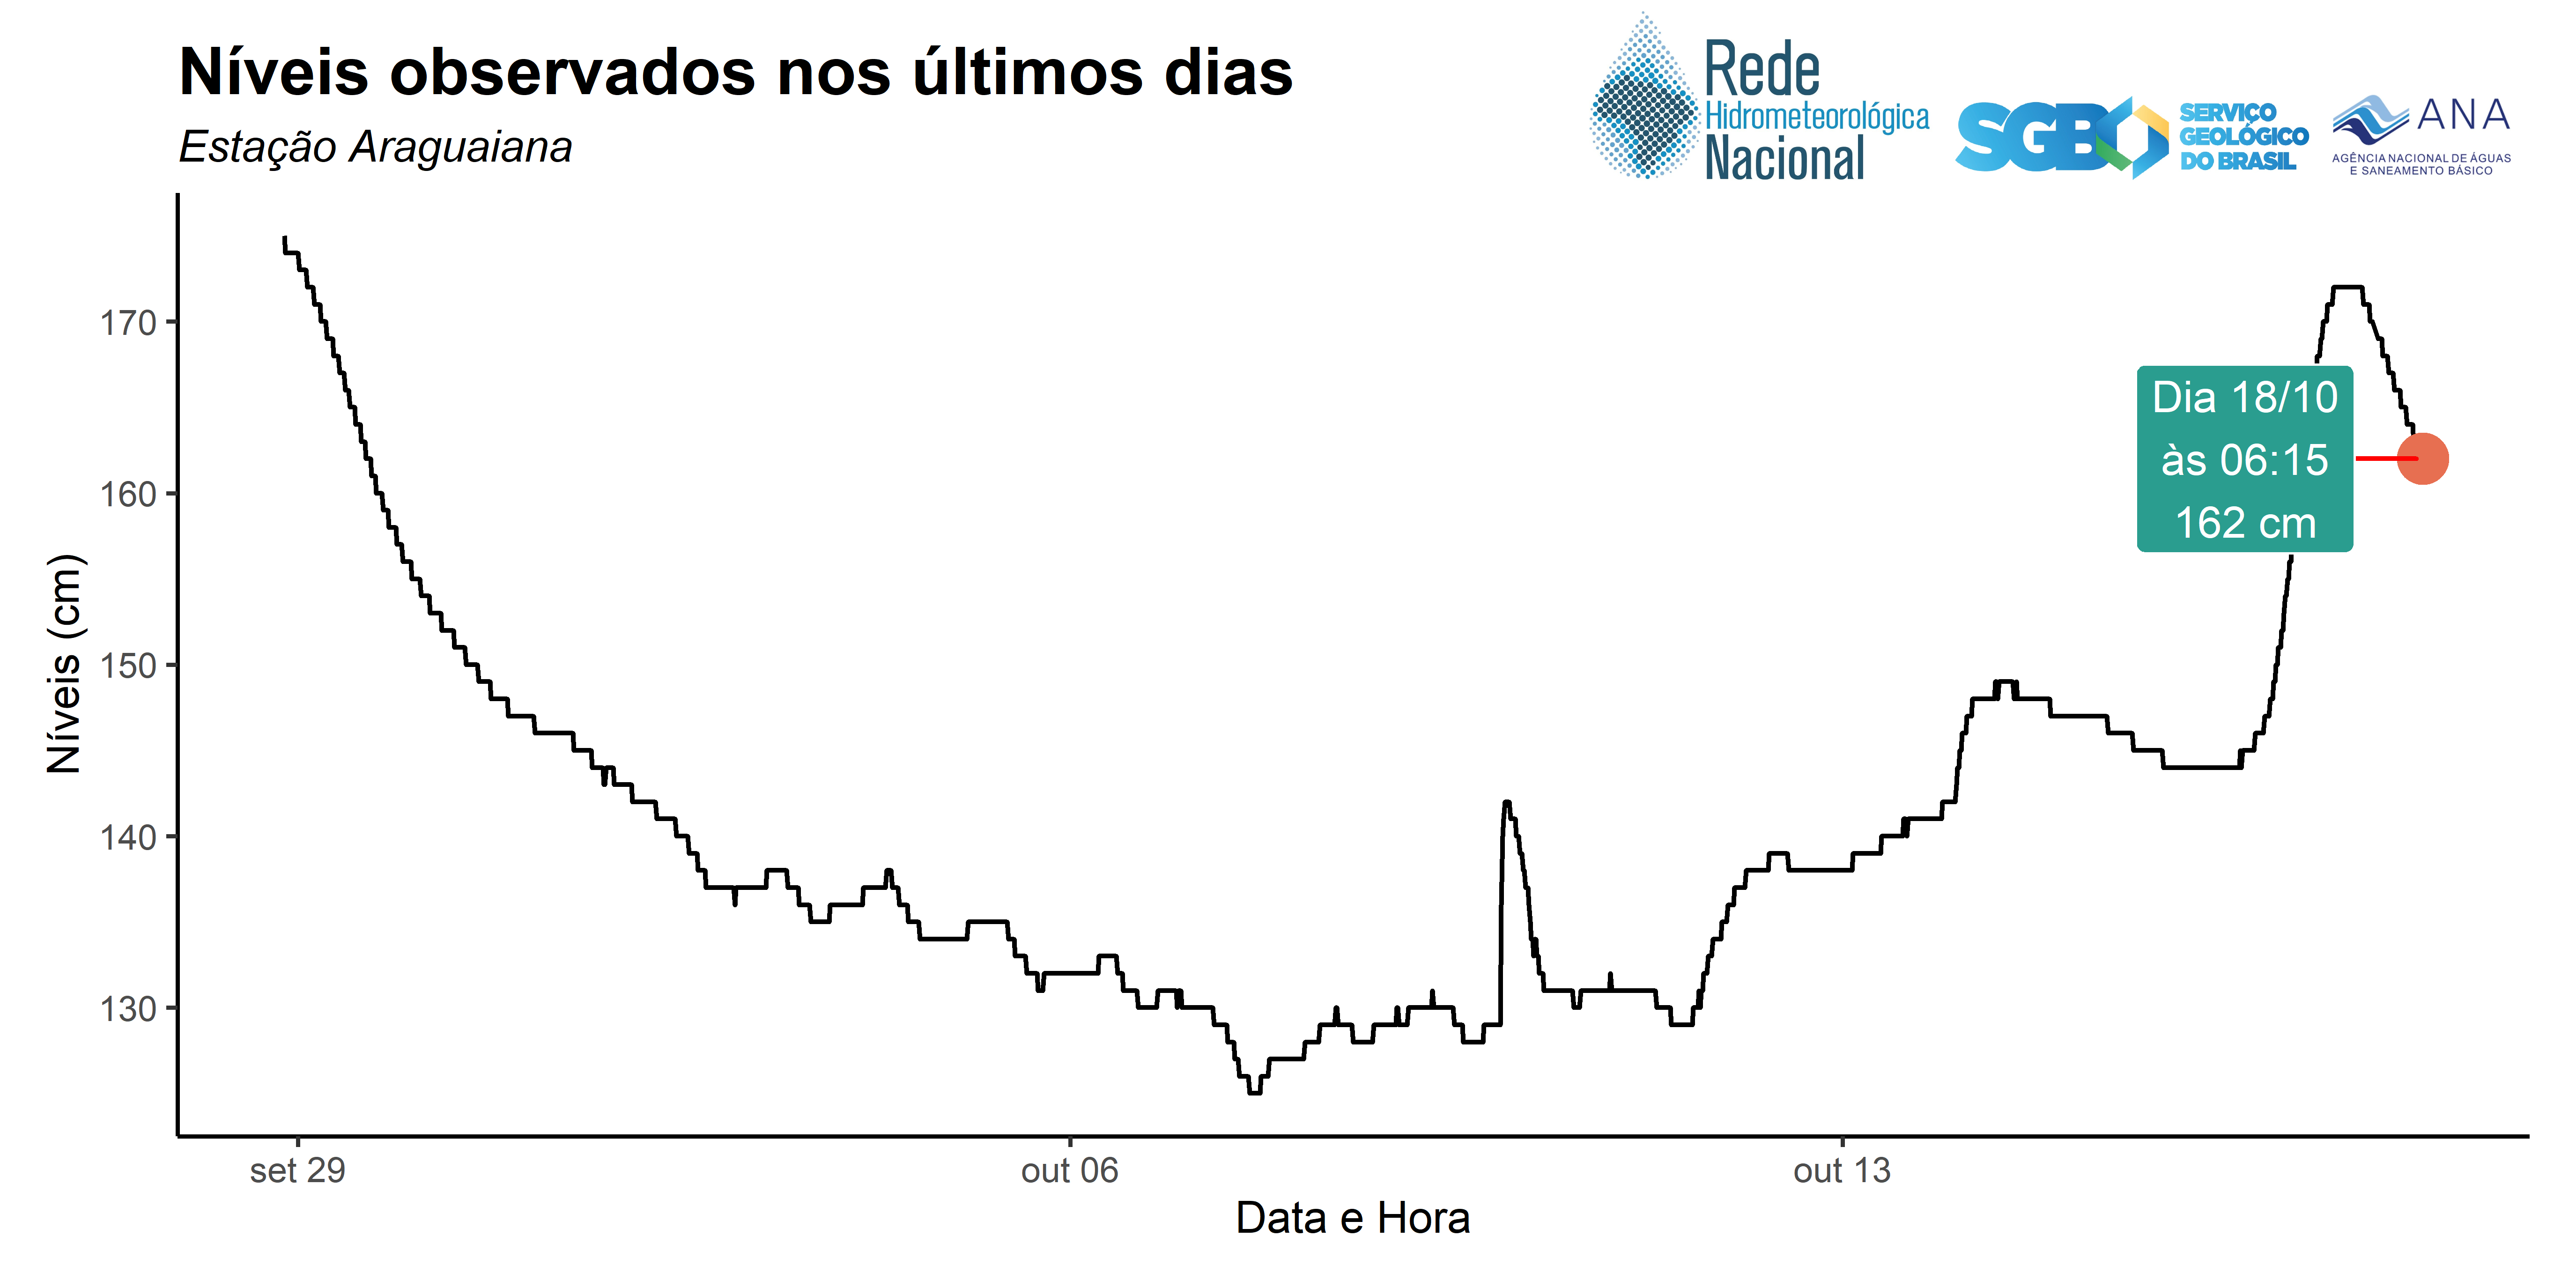 Níveis observados nos últimos dias
Estação Araguaiana
Rede
Hidrometeorológica
Nacional
SGB
SERVIÇO
GEOLÓGICO
DO BRASIL
ANA
AGÊNCIA NACIONAL DE ÁGUAS
E SANEAMENTO BÁSICO
Níveis (cm)
170
160
150
140
130
Dia 18/10
às 06:15
162 cm
set 29
out 06
out 13
Data e Hora